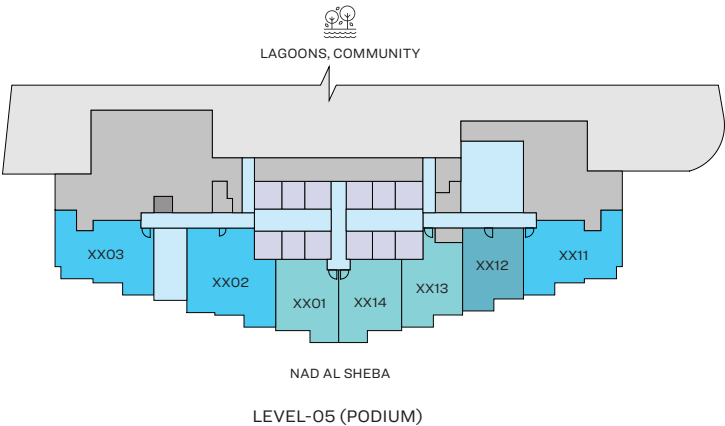 LAGOONS, COMMUNITY
XX03
XX02
XX01
XX14
XX13
XX12
XX11
NAD AL SHEBA
LEVEL-05 (PODIUM)